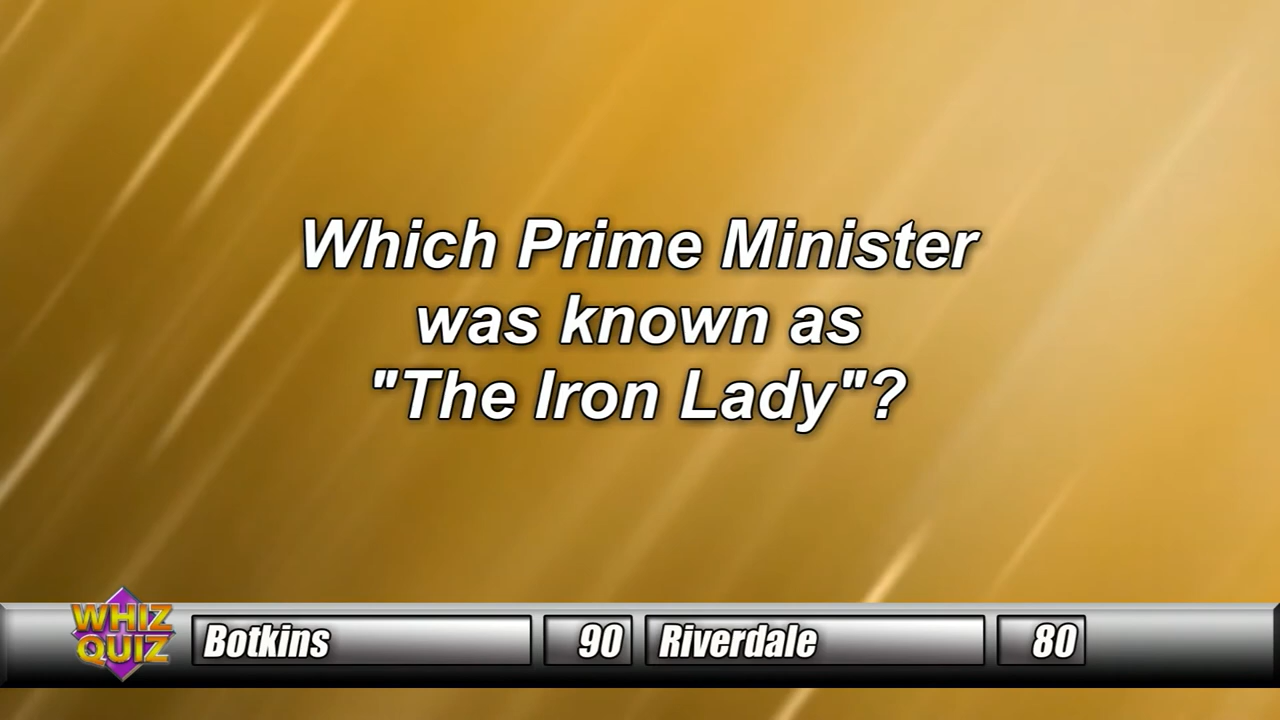 Which Prime Minister
was known as
"The Iron Lady"?
WHIZ
QUIZ
Botkins 90 Riverdale 80